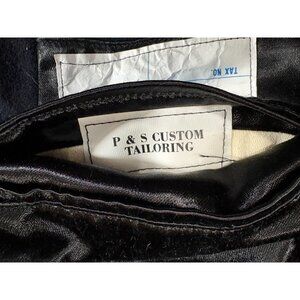 TAX NO.
P & S CUSTOM
TAILORING